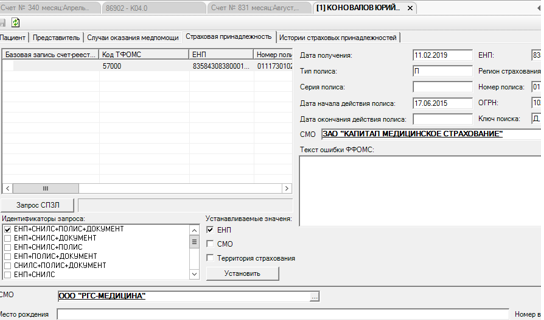 Счет № 340 месяц:Апрель... 86902 - K04.0 Счет № 831 месяц:Август... [1] КОНОВАЛОВ ЮРИЙ...
Пациент Представитель Случаи оказания медпомощи Страховая принадлежность Истории страховых принадлежностей
Базовая запись счет-реест... Код ТФОМС ЕНП Номер поли
57000 83584308380001... 0111730102
Дата получения: 11.02.2019 ЕНП: 83
Тип полиса: П Регион страхования
Серия полиса: Номер полиса: 01
Дата начала действия полиса: 17.06.2015 ОГРН: 10
Дата окончания действия полиса: Ключ поиска: Д
СМО ЗАО "КАПИТАЛ МЕДИЦИНСКОЕ СТРАХОВАНИЕ"
Текст ошибки ФФОМС:
Запрос СПЗЛ
Идентификаторы запроса:
ЕНП+СНИЛС+ПОЛИС+ДОКУМЕНТ
ЕНП+СНИЛС+ДОКУМЕНТ
ЕНП+СНИЛС+ПОЛИС
ЕНП+ПОЛИС+ДОКУМЕНТ
СНИЛС+ПОЛИС+ДОКУМЕНТ
ЕНП+СНИЛС
Устанавливаемые значеня:
ЕНП
СМО
Территория страхования
Установить
СМО ООО "РГС-МЕДИЦИНА" ...
Место рождения Номер в